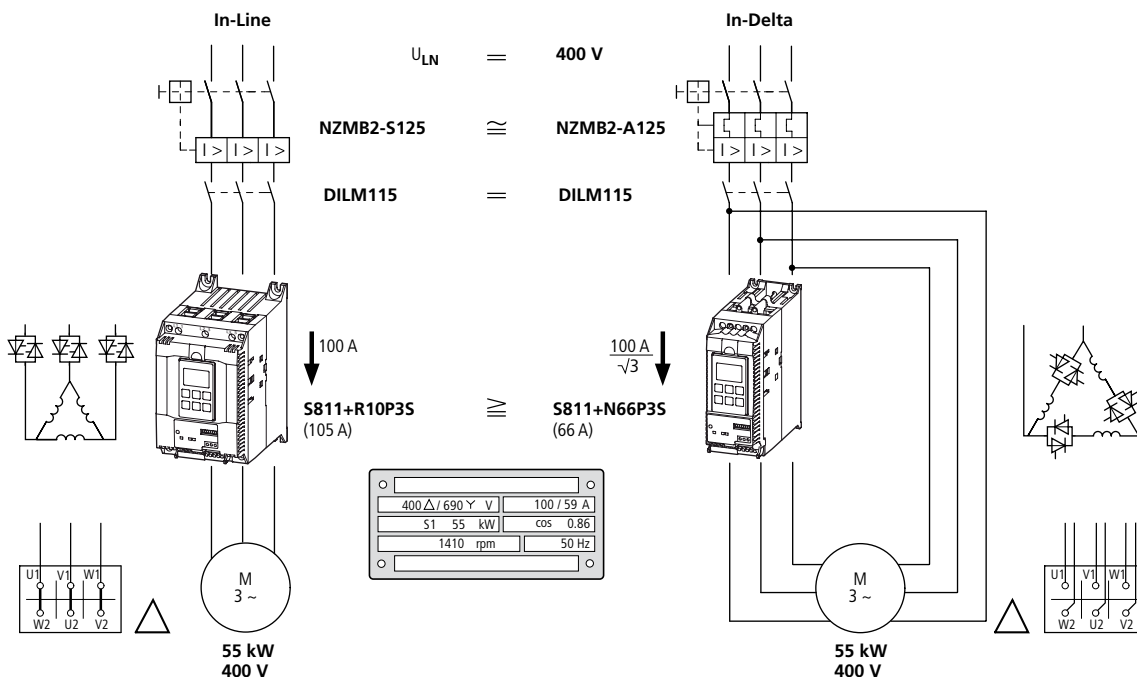 In-Line
In-Delta
U_LN = 400 V
NZMB2-S125 ≅ NZMB2-A125
I > I > I >
I > I > I >
DILM115 = DILM115
100 A
100 A
√3
S811+R10P3S ≧ S811+N66P3S
(105 A)
(66 A)
400 △ / 690 Y V
100 / 59 A
S1 55 kW
cos 0.86
1410 rpm
50 Hz
U1 V1 W1
W2 U2 V2
M
3 ~
55 kW
400 V
M
3 ~
55 kW
400 V
U1 V1 W1
W2 U2 V2